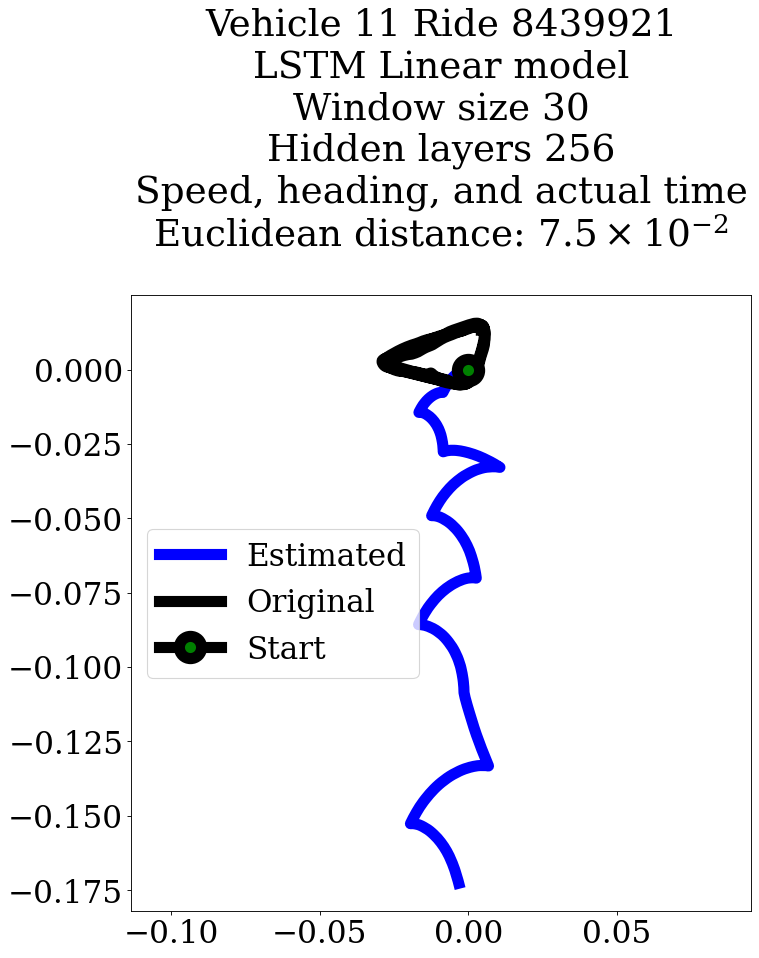 Vehicle 11 Ride 8439921
LSTM Linear model
Window size 30
Hidden layers 256
Speed, heading, and actual time
Euclidean distance: 7.5 × 10⁻²
0.000
−0.025
−0.050
−0.075
−0.100
−0.125
−0.150
−0.175
Estimated
Original
Start
−0.10
−0.05
0.00
0.05